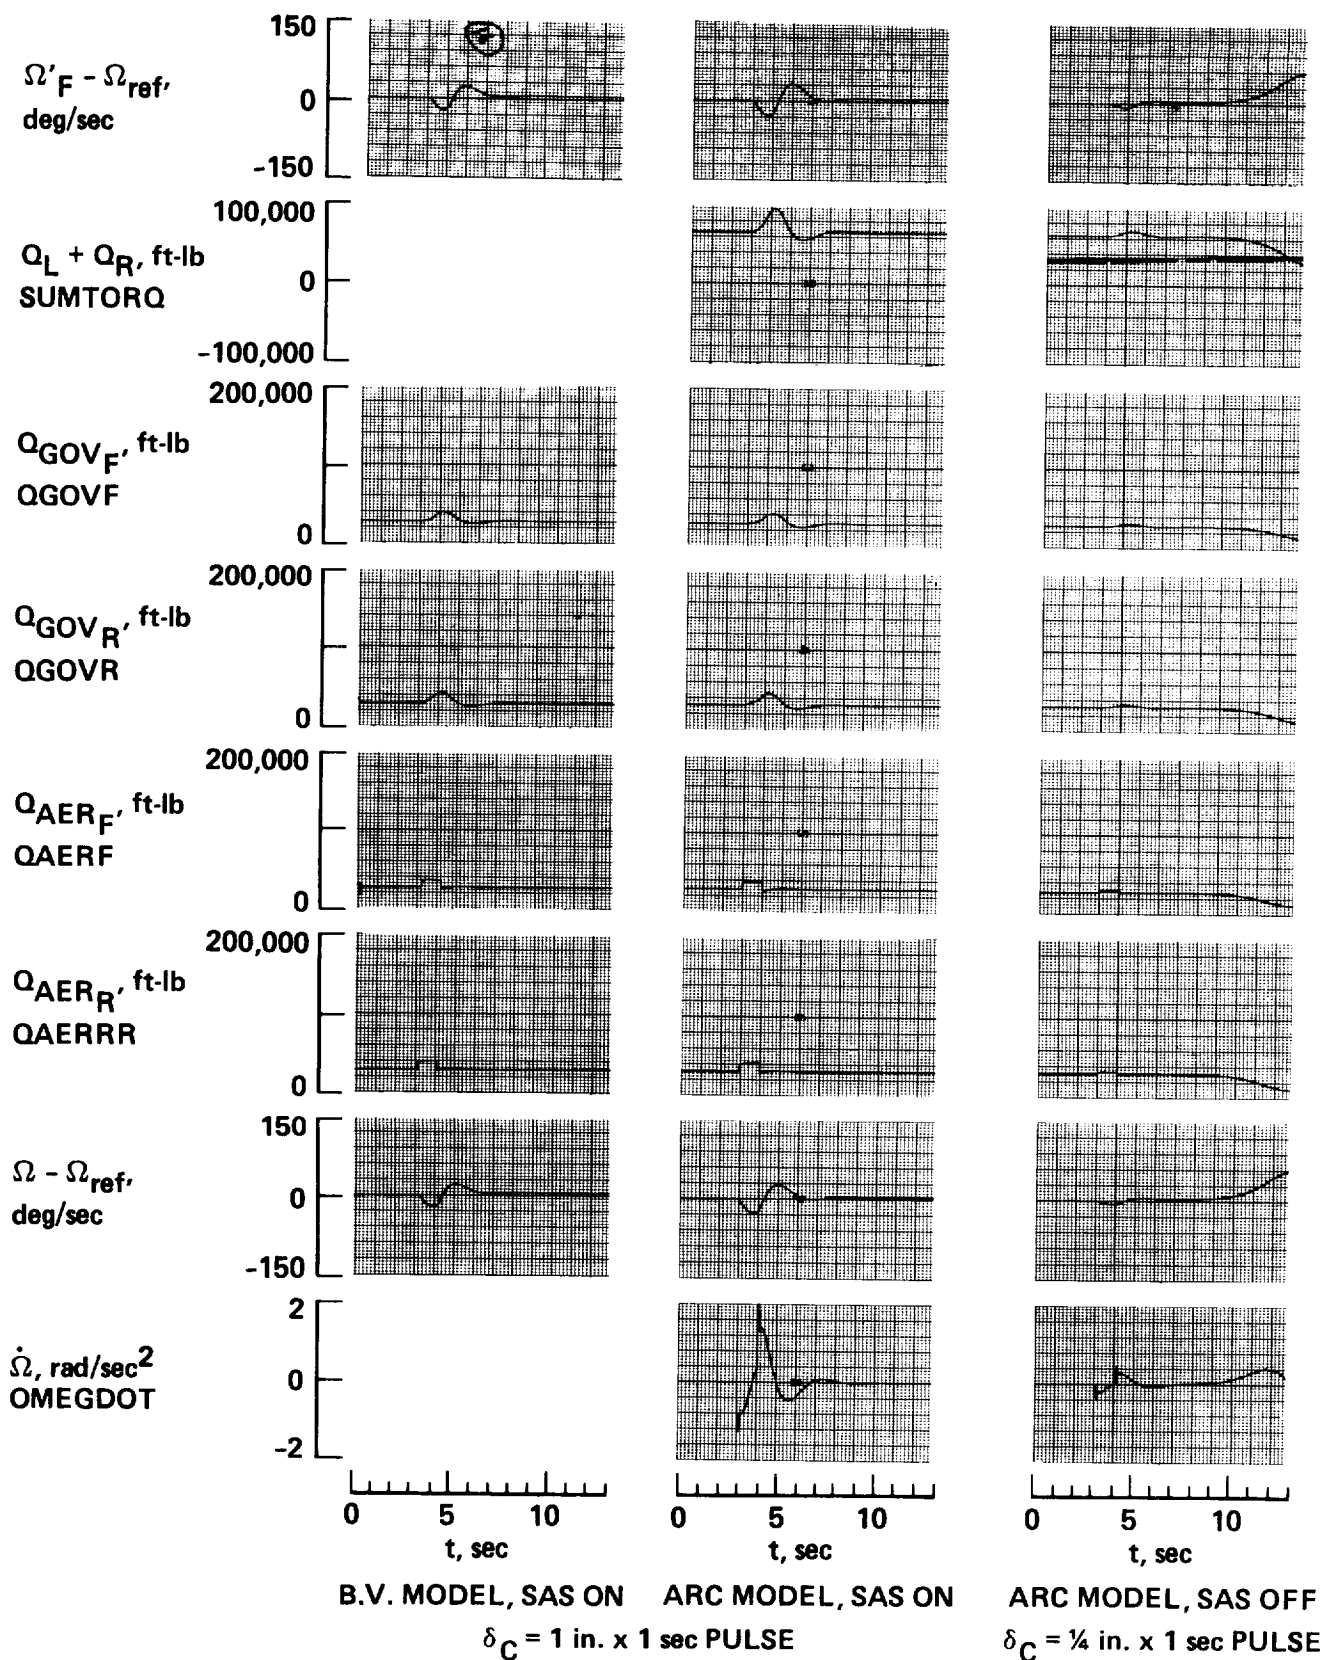 150
Ω'F - Ωref,
0
deg/sec
-150
100,000
QL + QR, ft-lb
0
SUMTORQ
-100,000
200,000
QGOVF, ft-lb
QGOVF
0
200,000
QGOVR, ft-lb
QGOVR
0
200,000
QAERF, ft-lb
QAERF
0
200,000
QAERR, ft-lb
QAERRR
0
150
Ω - Ωref,
0
deg/sec
-150
2
Ω̇, rad/sec²
0
OMEGDOT
-2
0 5 10 0 5 10 0 5 10
t, sec t, sec t, sec
B.V. MODEL, SAS ON ARC MODEL, SAS ON ARC MODEL, SAS OFF
δC = 1 in. x 1 sec PULSE δC = ¼ in. x 1 sec PULSE